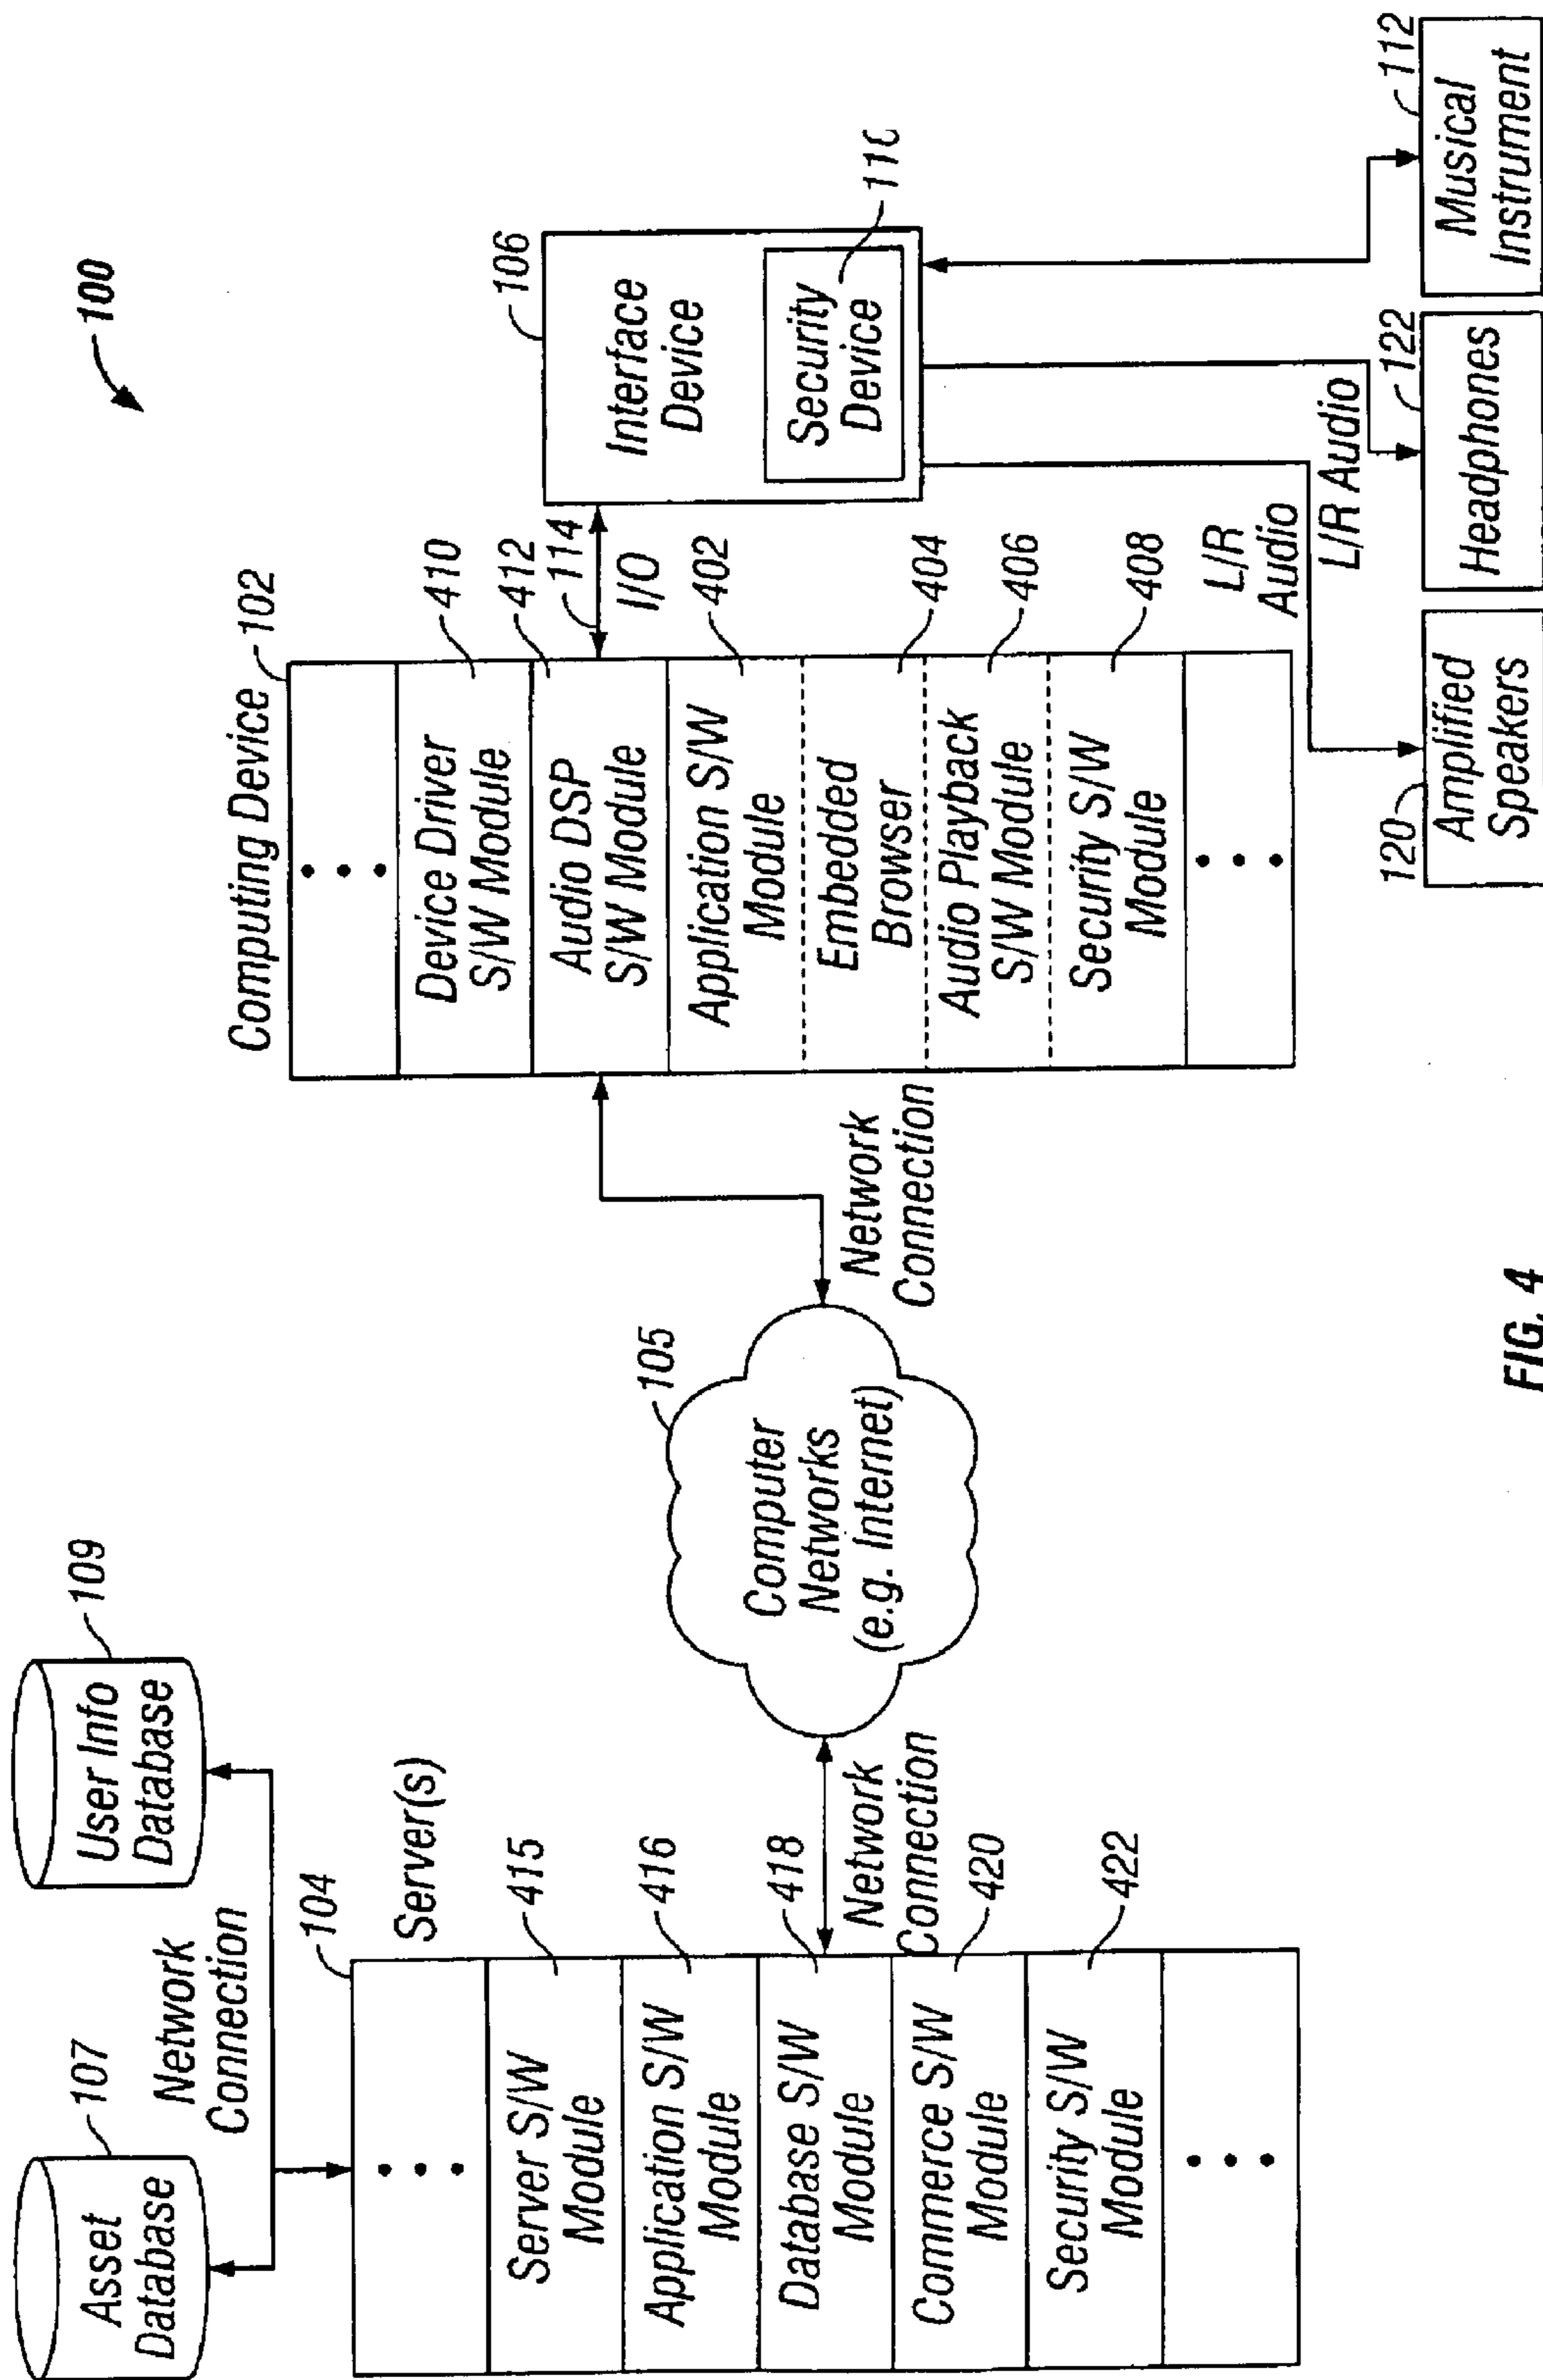 100
Asset
Database
107
Network
Connection
User Info
Database
109
104
Server(s)
Server S/W
Module
415
Application S/W
Module
416
Database S/W
Module
418
Commerce S/W
Module
420
Security S/W
Module
422
Network
Connection
Computer
Networks
(e.g. Internet)
105
Network
Connection
Computing Device
102
Device Driver
S/W Module
410
Audio DSP
S/W Module
412
Application S/W
Module
402
Embedded
Browser
404
Audio Playback
S/W Module
406
Security S/W
Module
408
114
I/O
Interface
Device
106
Security
Device
110
L/R
Audio
L/R Audio
120
Amplified
Speakers
Headphones
122
Musical
Instrument
112
FIG. 4